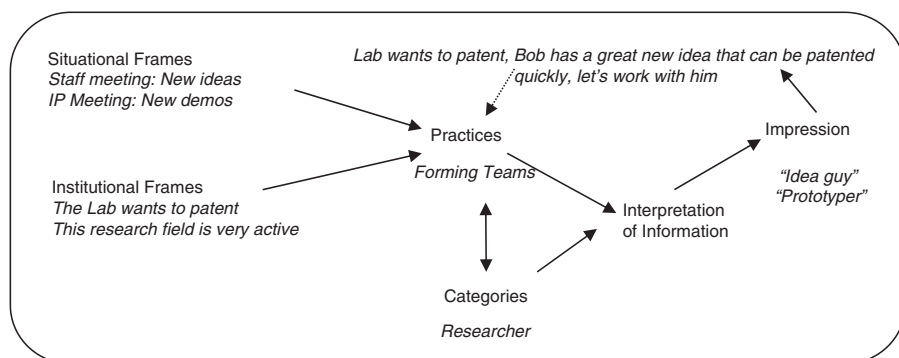 Situational Frames
Staff meeting: New ideas
IP Meeting: New demos
Lab wants to patent, Bob has a great new idea that can be patented
quickly, let's work with him
Practices
Forming Teams
Impression
"Idea guy"
"Prototyper"
Institutional Frames
The Lab wants to patent
This research field is very active
Interpretation
of Information
Categories
Researcher